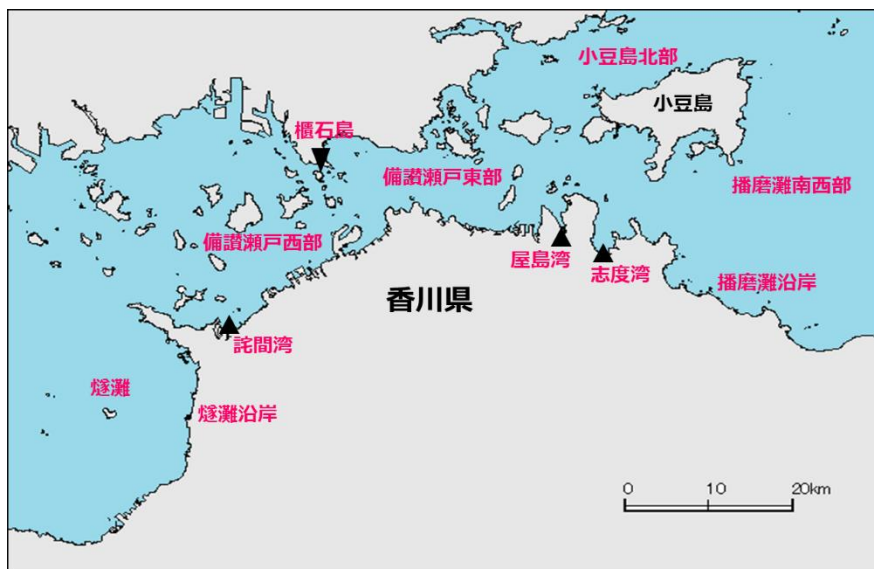 小豆島北部
小豆島
櫃石島
備讃瀬戸東部
播磨灘南西部
備讃瀬戸西部
屋島湾
志度湾
播磨灘沿岸
香川県
詫間湾
燧灘
燧灘沿岸
0 10 20km